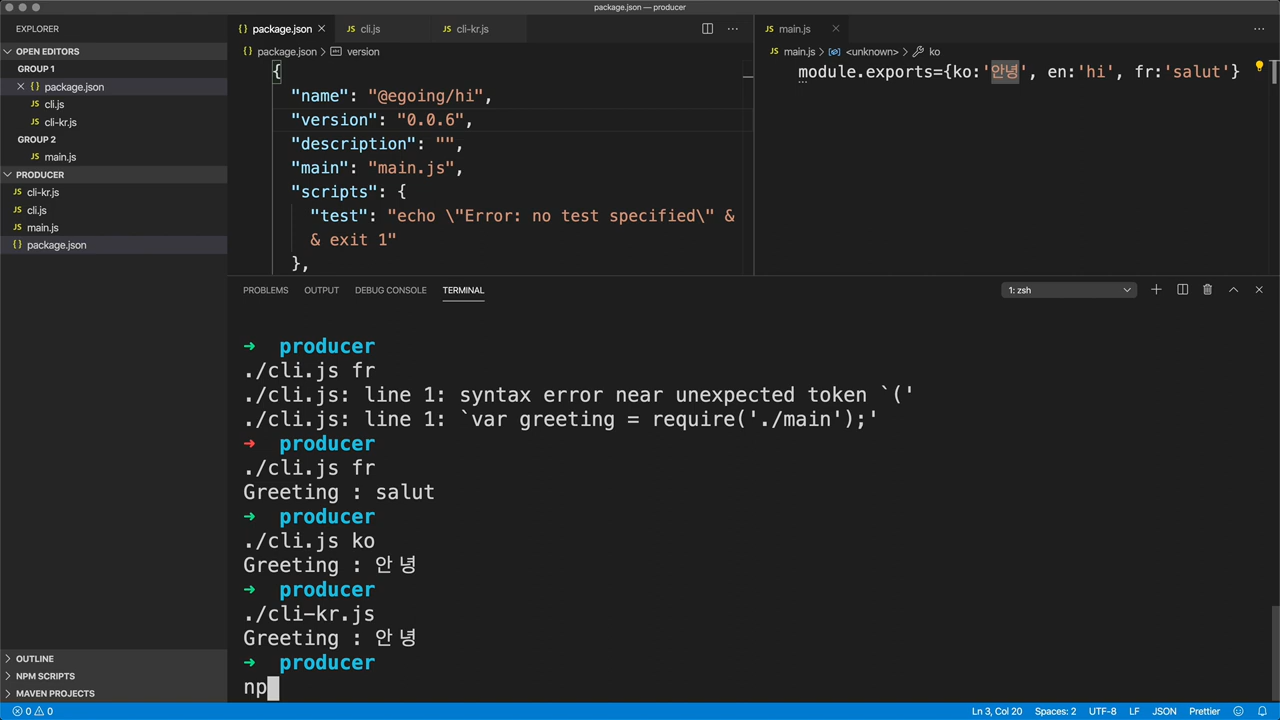 package.json — producer
EXPLORER
OPEN EDITORS
GROUP 1
package.json
cli.js
cli-kr.js
GROUP 2
main.js
PRODUCER
cli-kr.js
cli.js
main.js
package.json
OUTLINE
NPM SCRIPTS
MAVEN PROJECTS
package.json
cli.js
cli-kr.js
package.json > version
{
"name": "@egoing/hi",
"version": "0.0.6",
"description": "",
"main": "main.js",
"scripts": {
"test": "echo \"Error: no test specified\" &
& exit 1"
},
main.js
main.js > <unknown> > ko
module.exports={ko:'안녕', en:'hi', fr:'salut'}
PROBLEMS OUTPUT DEBUG CONSOLE TERMINAL
1: zsh
➜ producer
./cli.js fr
./cli.js: line 1: syntax error near unexpected token `('
./cli.js: line 1: `var greeting = require('./main');'
➜ producer
./cli.js fr
Greeting : salut
➜ producer
./cli.js ko
Greeting : 안녕
➜ producer
./cli-kr.js
Greeting : 안녕
➜ producer
np
0 0
Ln 3, Col 20 Spaces: 2 UTF-8 LF JSON Prettier